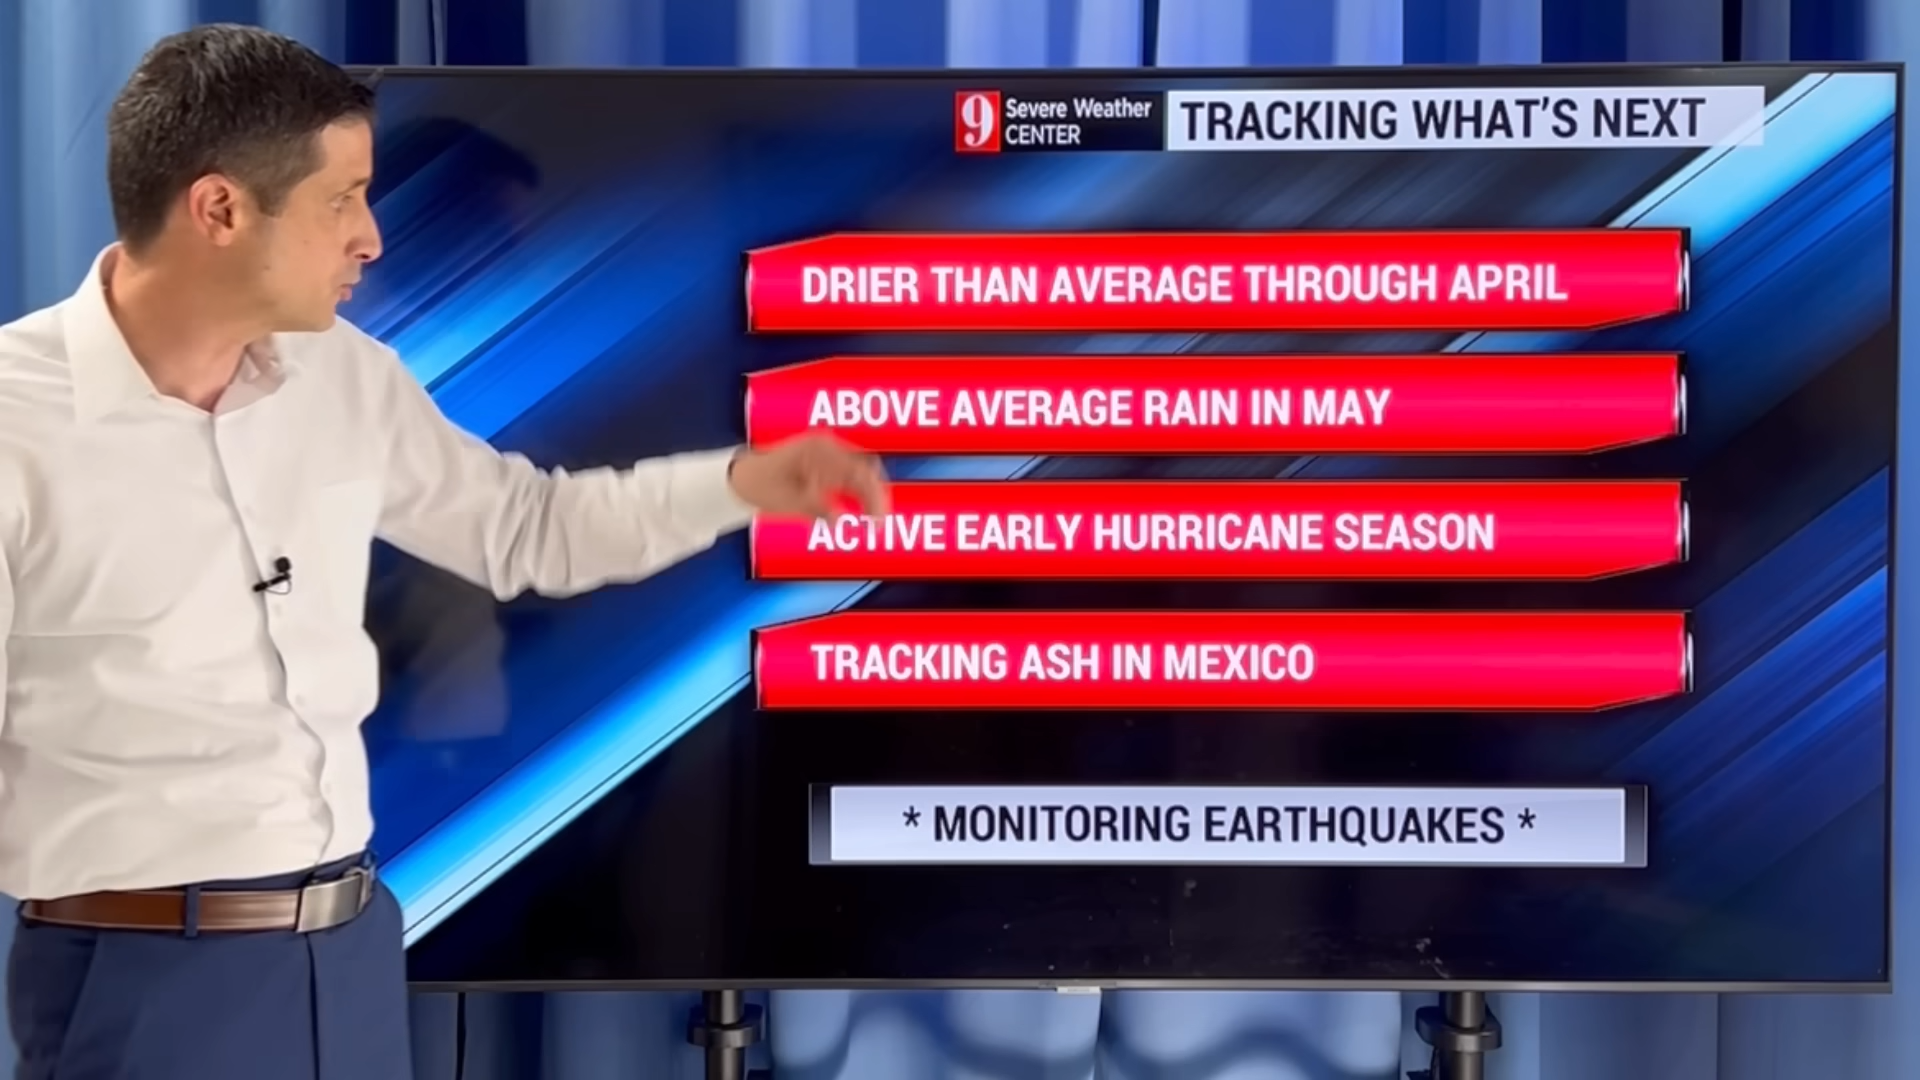 9 Severe Weather
CENTER
TRACKING WHAT'S NEXT
DRIER THAN AVERAGE THROUGH APRIL
ABOVE AVERAGE RAIN IN MAY
ACTIVE EARLY HURRICANE SEASON
TRACKING ASH IN MEXICO
* MONITORING EARTHQUAKES *